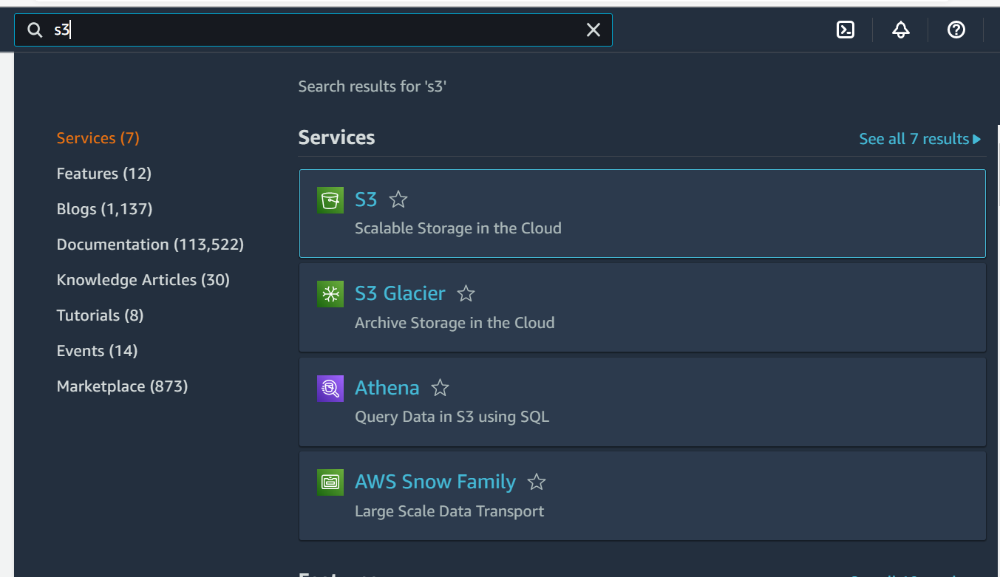 s3
Search results for 's3'
Services (7)
Features (12)
Blogs (1,137)
Documentation (113,522)
Knowledge Articles (30)
Tutorials (8)
Events (14)
Marketplace (873)
Services
See all 7 results
S3
Scalable Storage in the Cloud
S3 Glacier
Archive Storage in the Cloud
Athena
Query Data in S3 using SQL
AWS Snow Family
Large Scale Data Transport